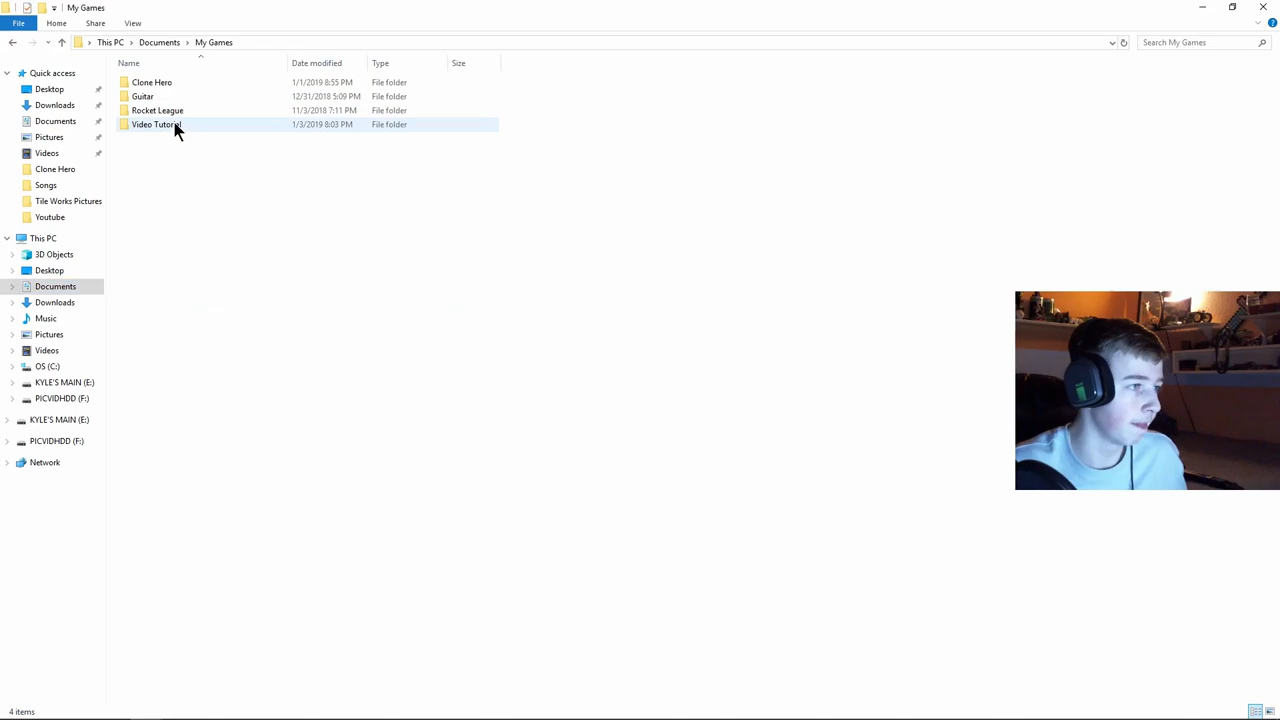 My Games
File Home Share View
This PC Documents My Games Search My Games
Name Date modified Type Size
Clone Hero 1/1/2019 8:55 PM File folder
Guitar 12/31/2018 5:09 PM File folder
Rocket League 11/3/2018 7:11 PM File folder
Video Tutorial 1/3/2019 8:03 PM File folder
Quick access
Desktop
Downloads
Documents
Pictures
Videos
Clone Hero
Songs
Tile Works Pictures
Youtube
This PC
3D Objects
Desktop
Documents
Downloads
Music
Pictures
Videos
OS (C:)
KYLE'S MAIN (E:)
PICVIDHDD (F:)
KYLE'S MAIN (E:)
PICVIDHDD (F:)
Network
4 items